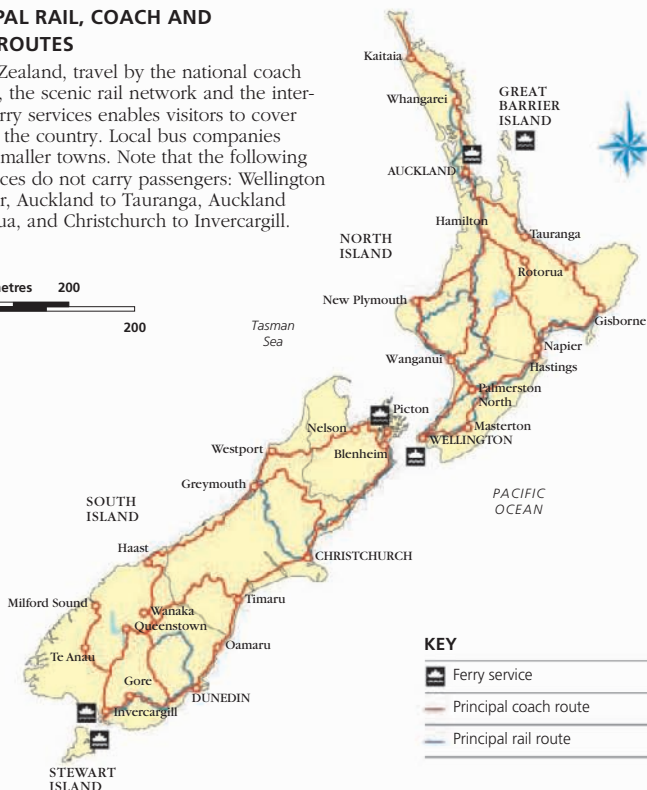 PAL RAIL, COACH AND
ROUTES
Zealand, travel by the national coach
, the scenic rail network and the inter-
rry services enables visitors to cover
the country. Local bus companies
maller towns. Note that the following
ices do not carry passengers: Wellington
r, Auckland to Tauranga, Auckland
ua, and Christchurch to Invercargill.
etres 200
200
Kaitaia
Whangarei
GREAT
BARRIER
ISLAND
AUCKLAND
Hamilton
Tauranga
NORTH
ISLAND
Rotorua
New Plymouth
Gisborne
Tasman
Sea
Napier
Wanganui
Hastings
Palmerston
North
Picton
Nelson
Masterton
WELLINGTON
Westport
Blenheim
Greymouth
PACIFIC
OCEAN
SOUTH
ISLAND
Haast
CHRISTCHURCH
Milford Sound
Timaru
Wanaka
Queenstown
Oamaru
Te Anau
Gore
DUNEDIN
Invercargill
STEWART
ISLAND
KEY
Ferry service
Principal coach route
Principal rail route